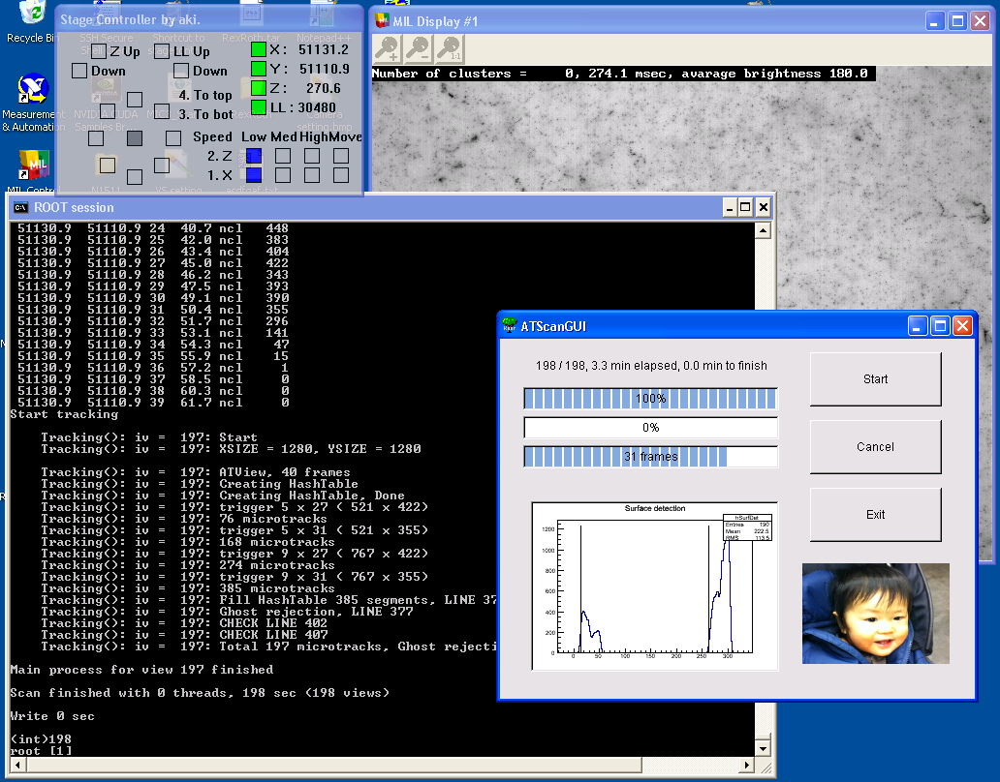 Recycle Bin
Measurement
& Automation
MIL Contr
Stage Controller by aki.
Z Up
LL Up
Down
Down
4. To top
3. To bot
X : 51131.2
Y : 51110.9
Z : 270.6
LL : 30480
Speed Low Med High Move
2. Z
1. X
SSH Secure
Shortcut to
RexRoth.tar
Notepad++
NVIDIA CUDA
Samples Br...
Camera
setting.bmp
MIL Display #1
Number of clusters = 0, 274.1 msec, avarage brightness 180.0
ROOT session
51130.9 51110.9 24 40.7 ncl 448
51130.9 51110.9 25 42.0 ncl 383
51130.9 51110.9 26 43.4 ncl 404
51130.9 51110.9 27 45.0 ncl 422
51130.9 51110.9 28 46.2 ncl 343
51130.9 51110.9 29 47.5 ncl 393
51130.9 51110.9 30 49.1 ncl 390
51130.9 51110.9 31 50.4 ncl 355
51130.9 51110.9 32 51.7 ncl 296
51130.9 51110.9 33 53.1 ncl 141
51130.9 51110.9 34 54.3 ncl 47
51130.9 51110.9 35 55.9 ncl 15
51130.9 51110.9 36 57.2 ncl 1
51130.9 51110.9 37 58.5 ncl 0
51130.9 51110.9 38 60.3 ncl 0
51130.9 51110.9 39 61.7 ncl 0
Start tracking
Tracking(): iv = 197: Start
Tracking(): iv = 197: XSIZE = 1280, YSIZE = 1280
Tracking(): iv = 197: ATView, 40 frames
Tracking(): iv = 197: Creating HashTable
Tracking(): iv = 197: Creating HashTable, Done
Tracking(): iv = 197: trigger 5 x 27 ( 521 x 422)
Tracking(): iv = 197: 76 microtracks
Tracking(): iv = 197: trigger 5 x 31 ( 521 x 355)
Tracking(): iv = 197: 168 microtracks
Tracking(): iv = 197: trigger 9 x 27 ( 767 x 422)
Tracking(): iv = 197: 274 microtracks
Tracking(): iv = 197: trigger 9 x 31 ( 767 x 355)
Tracking(): iv = 197: 385 microtracks
Tracking(): iv = 197: Fill HashTable 385 segments, LINE 37
Tracking(): iv = 197: Ghost rejection, LINE 377
Tracking(): iv = 197: CHECK LINE 402
Tracking(): iv = 197: CHECK LINE 407
Tracking(): iv = 197: Total 197 microtracks, Ghost rejecti
Main process for view 197 finished
Scan finished with 0 threads, 198 sec (198 views)
Write 0 sec
(int)198
root [1]
ATScanGUI
198 / 198, 3.3 min elapsed, 0.0 min to finish
100%
0%
31 frames
Start
Cancel
Exit
Surface detection
hSurfDet
Entries 190
Mean 222.5
RMS 113.5
1200
1000
800
600
400
200
0
0 50 100 150 200 250 300